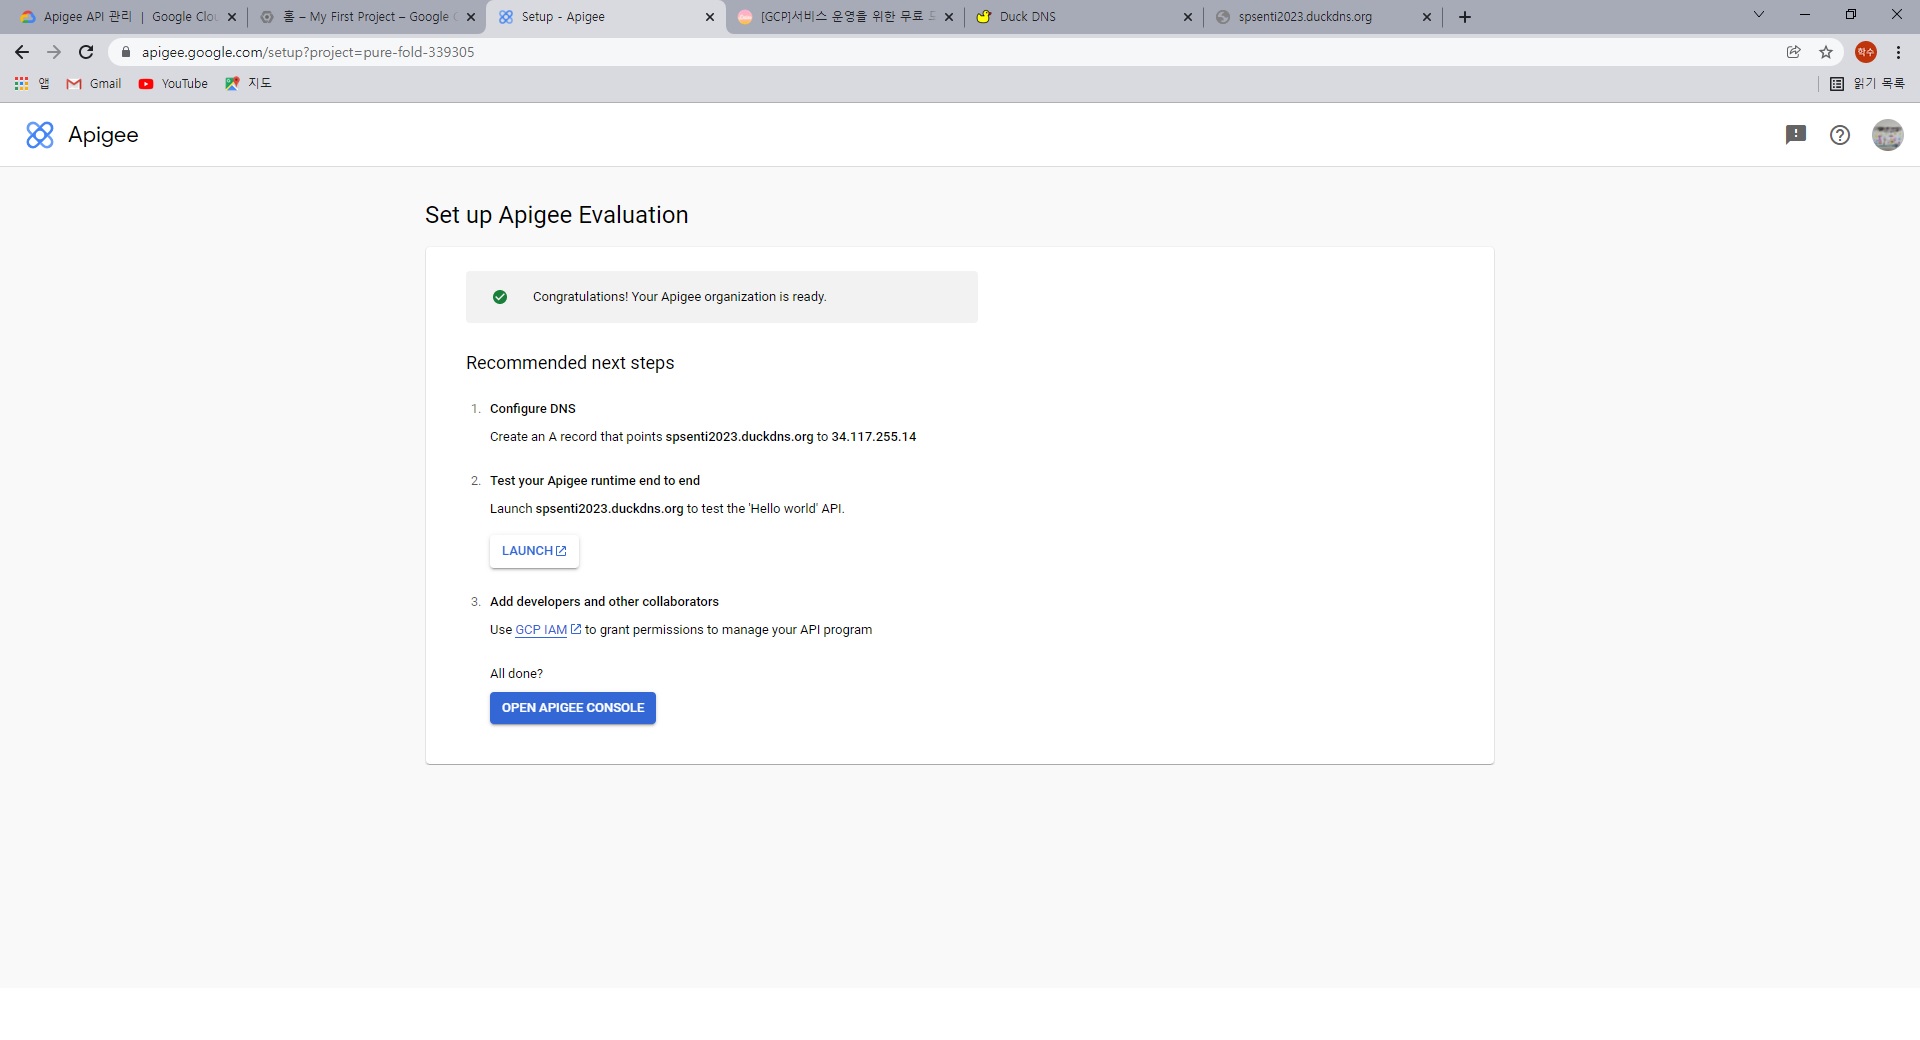 Apigee API 관리 | Google Clou
홈 – My First Project – Google C
Setup - Apigee
[GCP]서비스 운영을 위한 무료
Duck DNS
spsenti2023.duckdns.org
apigee.google.com/setup?project=pure-fold-339305
학수
앱
Gmail
YouTube
지도
읽기 목록
Apigee
Set up Apigee Evaluation
Congratulations! Your Apigee organization is ready.
Recommended next steps
1. Configure DNS
Create an A record that points spsenti2023.duckdns.org to 34.117.255.14
2. Test your Apigee runtime end to end
Launch spsenti2023.duckdns.org to test the 'Hello world' API.
LAUNCH
3. Add developers and other collaborators
Use GCP IAM to grant permissions to manage your API program
All done?
OPEN APIGEE CONSOLE